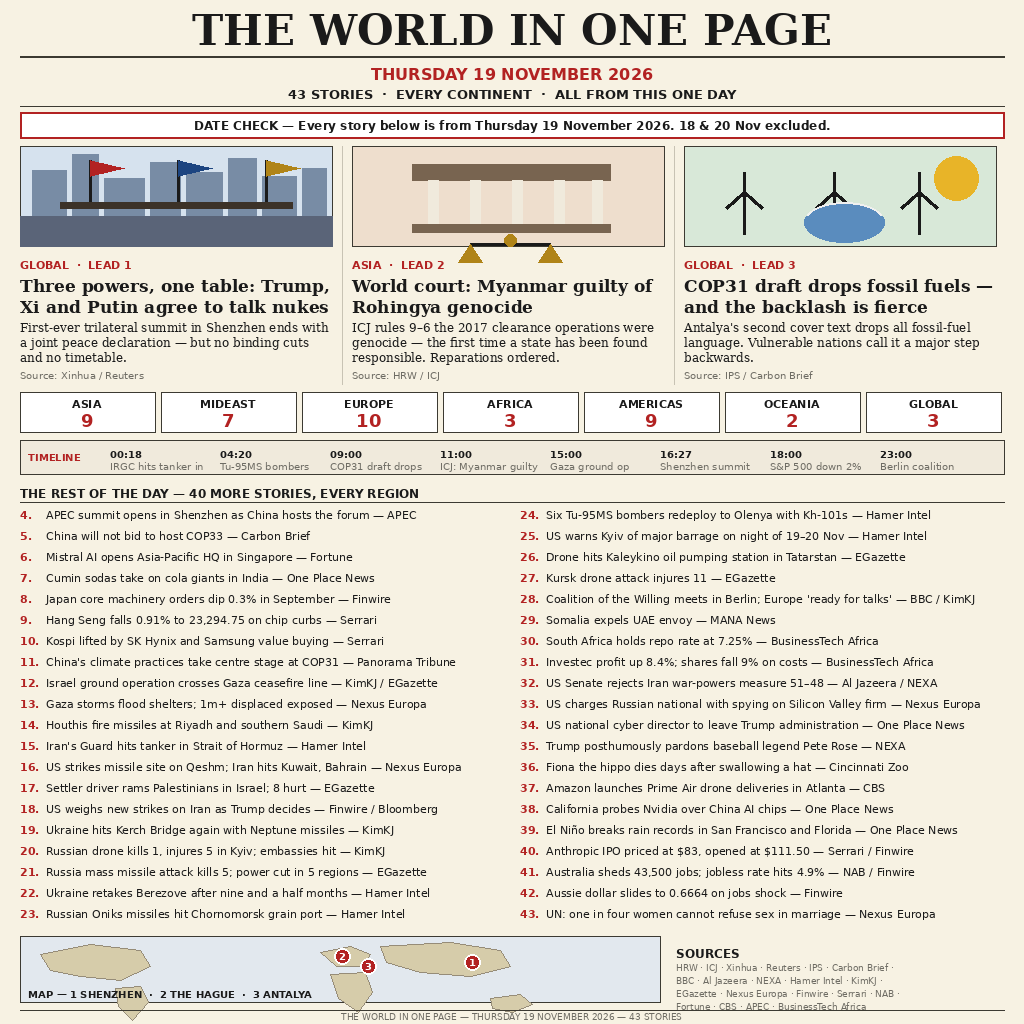 THE WORLD IN ONE PAGE
THURSDAY 19 NOVEMBER 2026
43 STORIES · EVERY CONTINENT · ALL FROM THIS ONE DAY
DATE CHECK — Every story below is from Thursday 19 November 2026. 18 & 20 Nov excluded.
GLOBAL · LEAD 1
Three powers, one table: Trump,
Xi and Putin agree to talk nukes
First-ever trilateral summit in Shenzhen ends with
a joint peace declaration — but no binding cuts
and no timetable.
Source: Xinhua / Reuters
ASIA · LEAD 2
World court: Myanmar guilty of
Rohingya genocide
ICJ rules 9–6 the 2017 clearance operations were
genocide — the first time a state has been found
responsible. Reparations ordered.
Source: HRW / ICJ
GLOBAL · LEAD 3
COP31 draft drops fossil fuels —
and the backlash is fierce
Antalya's second cover text drops all fossil-fuel
language. Vulnerable nations call it a major step
backwards.
Source: IPS / Carbon Brief
ASIA
9
MIDEAST
7
EUROPE
10
AFRICA
3
AMERICAS
9
OCEANIA
2
GLOBAL
3
TIMELINE
00:18
IRGC hits tanker in
04:20
Tu-95MS bombers
09:00
COP31 draft drops
11:00
ICJ: Myanmar guilty
15:00
Gaza ground op
16:27
Shenzhen summit
18:00
S&P 500 down 2%
23:00
Berlin coalition
THE REST OF THE DAY — 40 MORE STORIES, EVERY REGION
4. APEC summit opens in Shenzhen as China hosts the forum — APEC
5. China will not bid to host COP33 — Carbon Brief
6. Mistral AI opens Asia-Pacific HQ in Singapore — Fortune
7. Cumin sodas take on cola giants in India — One Place News
8. Japan core machinery orders dip 0.3% in September — Finwire
9. Hang Seng falls 0.91% to 23,294.75 on chip curbs — Serrari
10. Kospi lifted by SK Hynix and Samsung value buying — Serrari
11. China's climate practices take centre stage at COP31 — Panorama Tribune
12. Israel ground operation crosses Gaza ceasefire line — KimKJ / EGazette
13. Gaza storms flood shelters; 1m+ displaced exposed — Nexus Europa
14. Houthis fire missiles at Riyadh and southern Saudi — KimKJ
15. Iran's Guard hits tanker in Strait of Hormuz — Hamer Intel
16. US strikes missile site on Qeshm; Iran hits Kuwait, Bahrain — Nexus Europa
17. Settler driver rams Palestinians in Israel; 8 hurt — EGazette
18. US weighs new strikes on Iran as Trump decides — Finwire / Bloomberg
19. Ukraine hits Kerch Bridge again with Neptune missiles — KimKJ
20. Russian drone kills 1, injures 5 in Kyiv; embassies hit — KimKJ
21. Russia mass missile attack kills 5; power cut in 5 regions — EGazette
22. Ukraine retakes Berezove after nine and a half months — Hamer Intel
23. Russian Oniks missiles hit Chornomorsk grain port — Hamer Intel
24. Six Tu-95MS bombers redeploy to Olenya with Kh-101s — Hamer Intel
25. US warns Kyiv of major barrage on night of 19–20 Nov — Hamer Intel
26. Drone hits Kaleykino oil pumping station in Tatarstan — EGazette
27. Kursk drone attack injures 11 — EGazette
28. Coalition of the Willing meets in Berlin; Europe 'ready for talks' — BBC / KimKJ
29. Somalia expels UAE envoy — MANA News
30. South Africa holds repo rate at 7.25% — BusinessTech Africa
31. Investec profit up 8.4%; shares fall 9% on costs — BusinessTech Africa
32. US Senate rejects Iran war-powers measure 51–48 — Al Jazeera / NEXA
33. US charges Russian national with spying on Silicon Valley firm — Nexus Europa
34. US national cyber director to leave Trump administration — One Place News
35. Trump posthumously pardons baseball legend Pete Rose — NEXA
36. Fiona the hippo dies days after swallowing a hat — Cincinnati Zoo
37. Amazon launches Prime Air drone deliveries in Atlanta — CBS
38. California probes Nvidia over China AI chips — One Place News
39. El Niño breaks rain records in San Francisco and Florida — One Place News
40. Anthropic IPO priced at $83, opened at $111.50 — Serrari / Finwire
41. Australia sheds 43,500 jobs; jobless rate hits 4.9% — NAB / Finwire
42. Aussie dollar slides to 0.6664 on jobs shock — Finwire
43. UN: one in four women cannot refuse sex in marriage — Nexus Europa
2
3
1
MAP — 1 SHENZHEN · 2 THE HAGUE · 3 ANTALYA
SOURCES
HRW · ICJ · Xinhua · Reuters · IPS · Carbon Brief ·
BBC · Al Jazeera · NEXA · Hamer Intel · KimKJ ·
EGazette · Nexus Europa · Finwire · Serrari · NAB ·
Fortune · CBS · APEC · BusinessTech Africa
THE WORLD IN ONE PAGE — THURSDAY 19 NOVEMBER 2026 — 43 STORIES